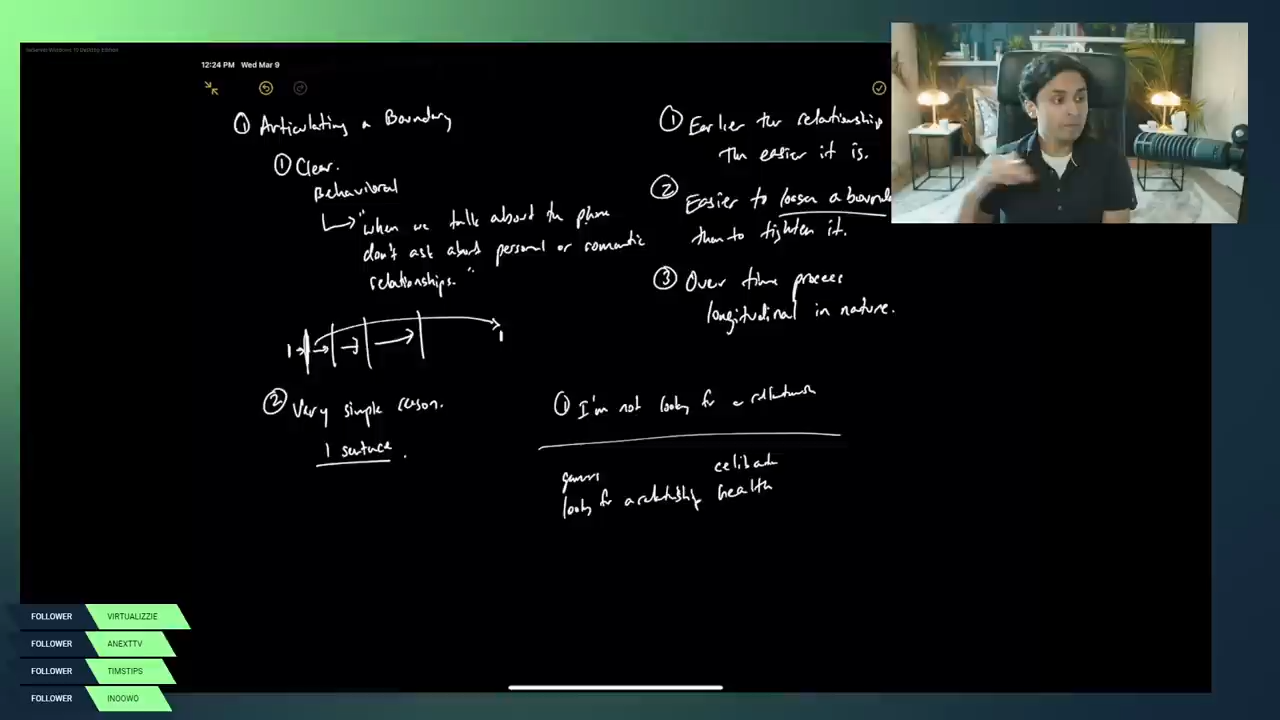 12:24 PM Wed Mar 9
① Articulating a Boundary
① Clear.
Behavioral
"when we talk about the phone
don't ask about personal or romantic
relationships."
② Very simple reason.
1 sentence.
① Earlier the relationship
The easier it is.
② Easier to loosen a bound
than to tighten it.
③ Over time process
longitudinal in nature.
① I'm not looking for a relationship
celibate
looking for a relationship health
FOLLOWER VIRTUALIZZIE
FOLLOWER ANEXTTV
FOLLOWER TIMSTIPS
FOLLOWER INOOWO